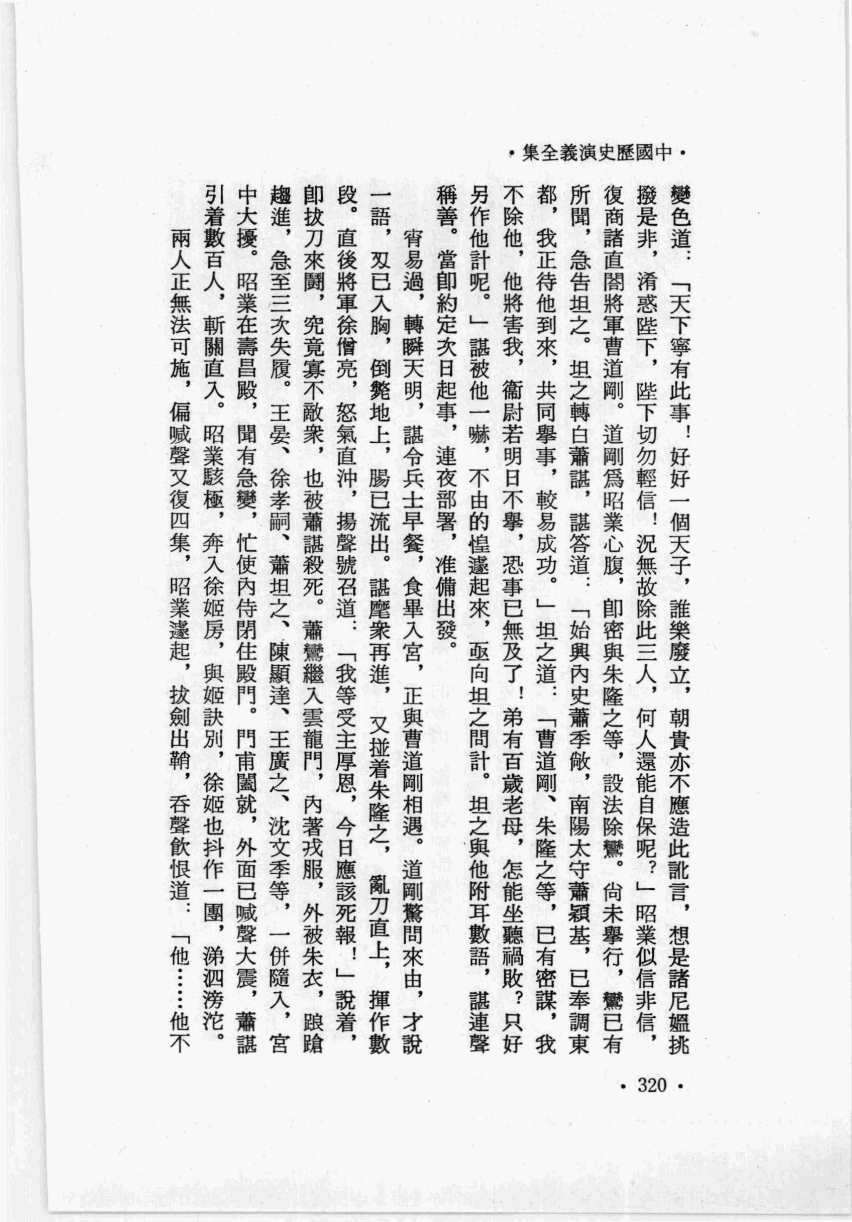 ·中國歷史演義全集·
變色道：「天下寧有此事！好好一個天子，誰樂廢立，朝貴亦不應造此訛言，想是諸尼媼挑
撥是非，淆惑陛下，陛下切勿輕信！況無故除此三人，何人還能自保呢？」昭業似信非信，
復商諸直閤將軍曹道剛。道剛爲昭業心腹，卽密與朱隆之等，設法除鸞。尙未擧行，鸞已有
所聞，急告坦之。坦之轉白蕭諶，諶答道：「始興內史蕭季敞，南陽太守蕭穎基，已奉調東
都，我正待他到來，共同擧事，較易成功。」坦之道：「曹道剛、朱隆之等，已有密謀，我
不除他，他將害我，衞尉若明日不擧，恐事已無及了！弟有百歲老母，怎能坐聽禍敗？只好
另作他計呢。」諶被他一嚇，不由的惶遽起來，亟向坦之問計。坦之與他附耳數語，諶連聲
稱善。當卽約定次日起事，連夜部署，准備出發。
宵易過，轉瞬天明，諶令兵士早餐，食畢入宮，正與曹道剛相遇。道剛驚問來由，才說
一語，刄已入胸，倒斃地上，腸已流出。諶麾衆再進，又掽着朱隆之，亂刀直上，揮作數
段。直後將軍徐僧亮，怒氣直沖，揚聲號召道：「我等受主厚恩，今日應該死報！」說着，
卽拔刀來鬪，究竟寡不敵衆，也被蕭諶殺死。蕭鸞繼入雲龍門，內著戎服，外被朱衣，踉蹌
趨進，急至三次失履。王晏、徐孝嗣、蕭坦之、陳顯達、王廣之、沈文季等，一併隨入，宮
中大擾。昭業在壽昌殿，聞有急變，忙使內侍閉住殿門。門甫闔就，外面已喊聲大震，蕭諶
引着數百人，斬關直入。昭業駭極，奔入徐姬房，與姬訣別，徐姬也抖作一團，涕泗滂沱。
兩人正無法可施，偏喊聲又復四集，昭業遽起，拔劍出鞘，吞聲飲恨道：「他……他不
·320·